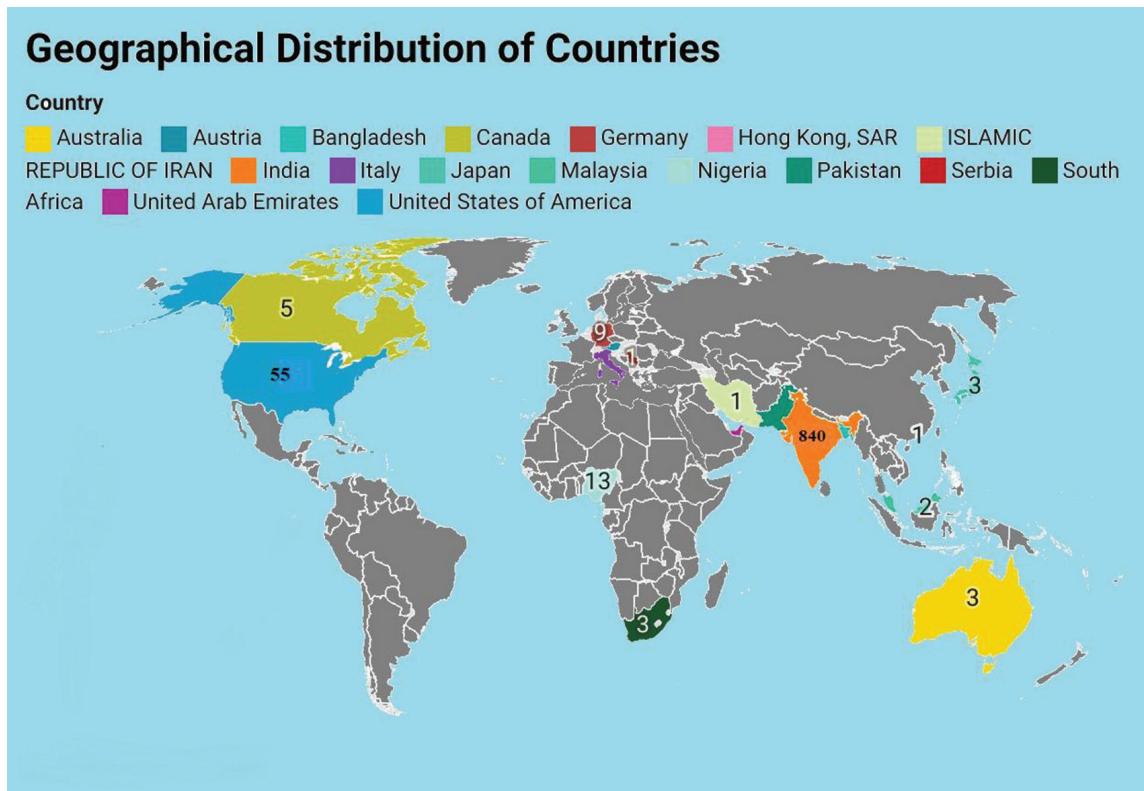 Geographical Distribution of Countries
Country
Australia Austria Bangladesh Canada Germany Hong Kong, SAR ISLAMIC
REPUBLIC OF IRAN India Italy Japan Malaysia Nigeria Pakistan Serbia South
Africa United Arab Emirates United States of America
5
9
1
55
3
1
840
1
13
2
3
3